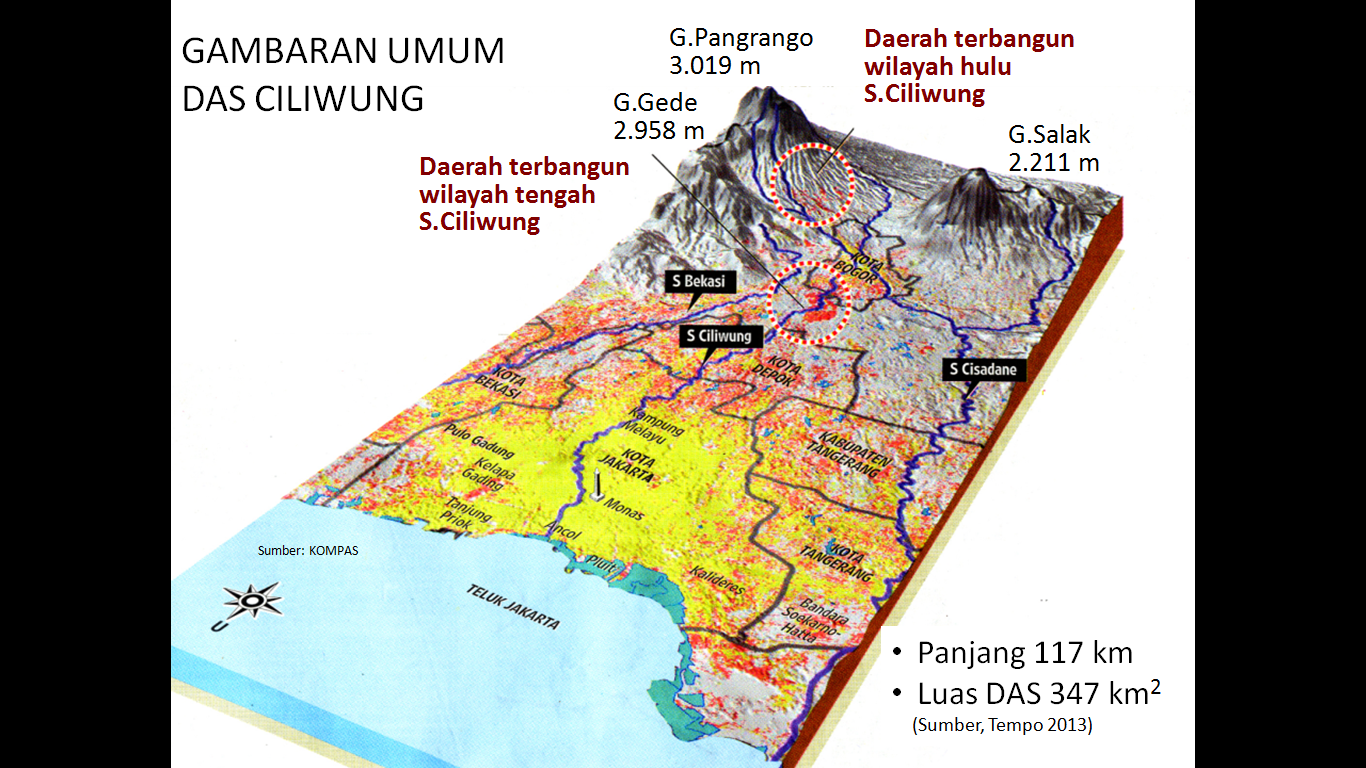 GAMBARAN UMUM
DAS CILIWUNG
G.Pangrango
3.019 m
Daerah terbangun
wilayah hulu
S.Ciliwung
G.Gede
2.958 m
G.Salak
2.211 m
Daerah terbangun
wilayah tengah
S.Ciliwung
KOTA
BOGOR
S Bekasi
S Ciliwung
S Cisadane
KOTA
BEKASI
KOTA
DEPOK
Kampung
Melayu
KABUPATEN
TANGERANG
Pulo Gadung
Kelapa
Gading
KOTA
JAKARTA
Monas
Tanjung
Priok
Ancol
Pluit
Kalideres
KOTA
TANGERANG
Bandara
Soekarno-
Hatta
Sumber: KOMPAS
TELUK JAKARTA
U
• Panjang 117 km
• Luas DAS 347 km²
(Sumber, Tempo 2013)